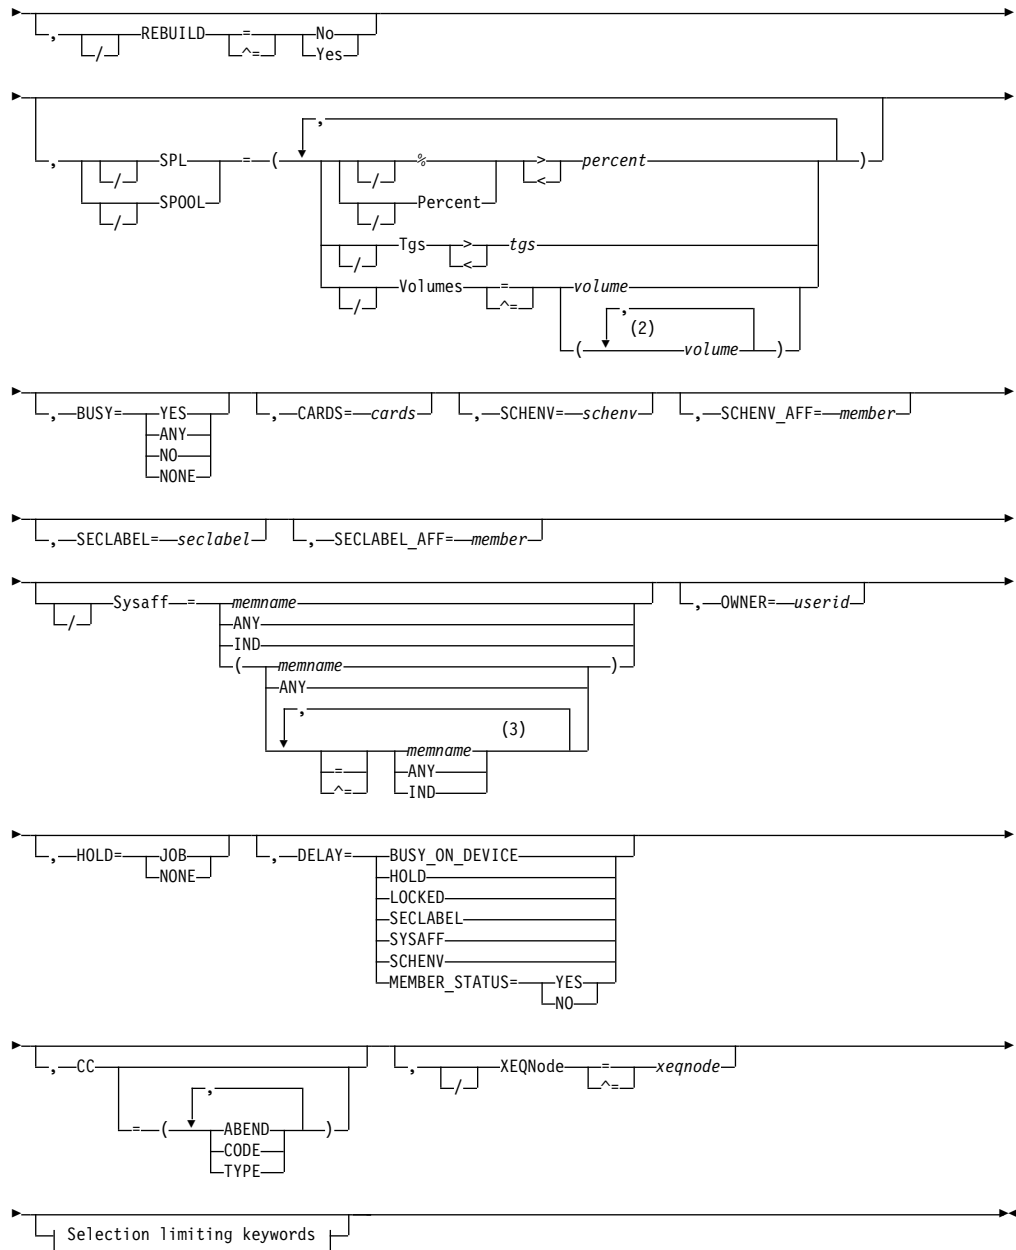 , / REBUILD = No
^= Yes
,
, / SPL = ( / % > percent )
/ SPOOL / Percent <
/ Tgs > tgs
<
/ Volumes = volume
^= ,
(2)
( volume )
, BUSY= YES , CARDS= cards , SCHENV= schenv , SCHENV_AFF= member
ANY
NO
NONE
, SECLABEL= seclabel , SECLABEL_AFF= member
/ Sysaff = memname , OWNER= userid
ANY
IND
( memname )
ANY
,
(3)
memname
= ANY
^= IND
, HOLD= JOB , DELAY= BUSY_ON_DEVICE
NONE HOLD
LOCKED
SECLABEL
SYSAFF
SCHENV
MEMBER_STATUS= YES
NO
, CC , / XEQNode = xeqnode
^=
,
= ( ABEND )
CODE
TYPE
Selection limiting keywords